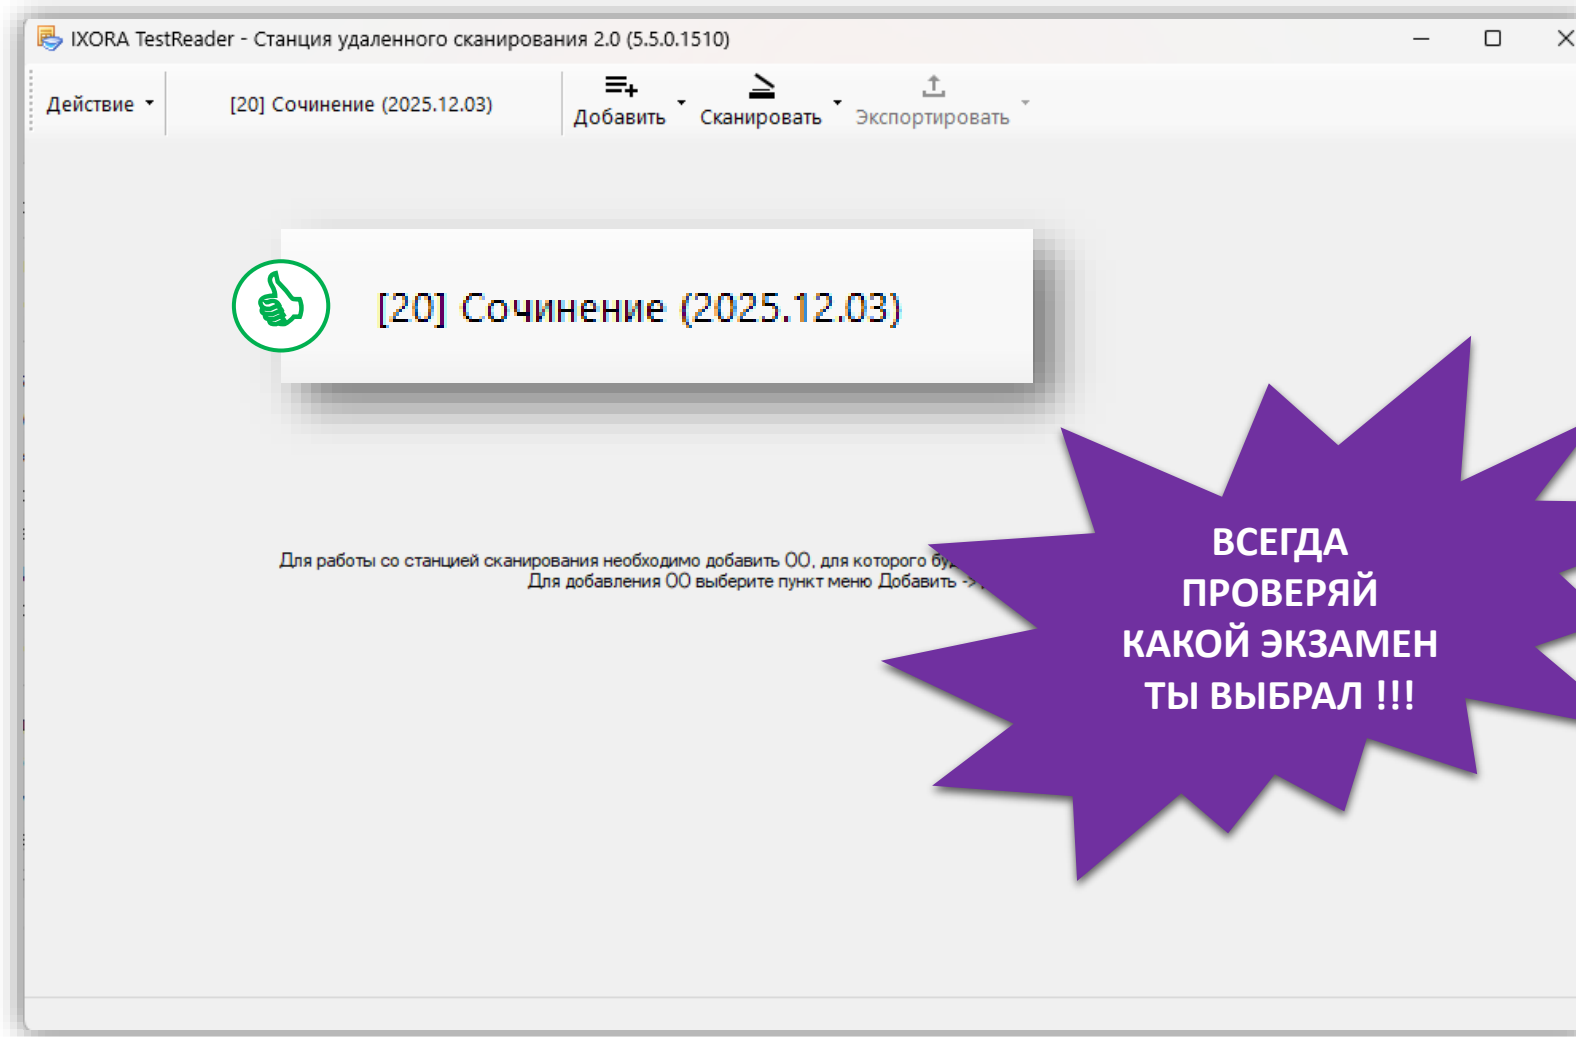 IXORA TestReader - Станция удаленного сканирования 2.0 (5.5.0.1510)
Действие
[20] Сочинение (2025.12.03)
Добавить
Сканировать
Экспортировать
[20] Сочинение (2025.12.03)
Для работы со станцией сканирования необходимо добавить ОО, для которого
Для добавления ОО выберите пункт меню Добавить ->
ВСЕГДА
ПРОВЕРЯЙ
КАКОЙ ЭКЗАМЕН
ТЫ ВЫБРАЛ !!!